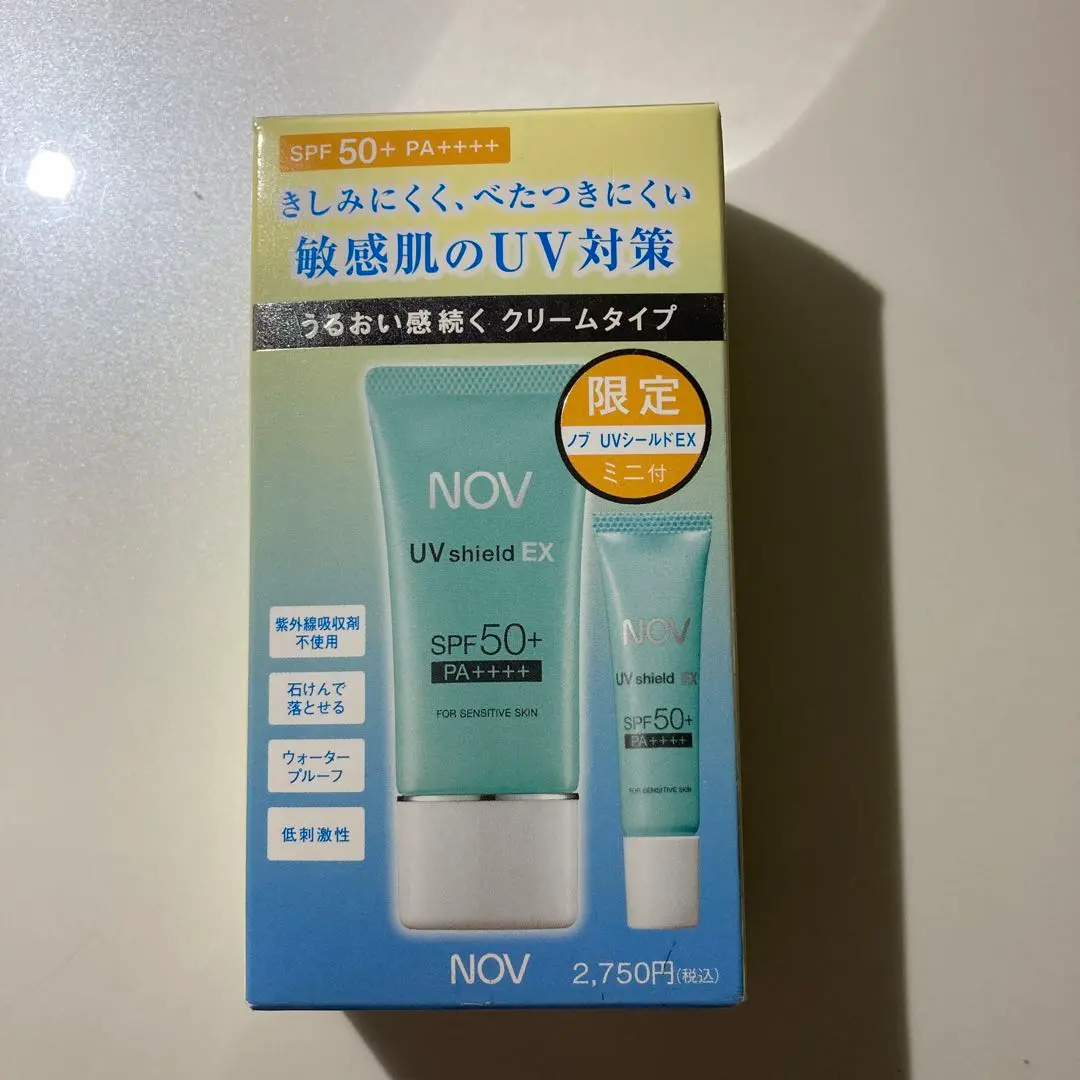 SPF 50+ PA++++
きしみにくく、べたつきにくい
敏感肌のUV対策
うるおい感続く クリームタイプ
限定
ノブ UVシールドEX
ミニ付
NOV
UV shield EX
SPF50+
PA++++
FOR SENSITIVE SKIN
NOV
UV shield EX
SPF50+
PA++++
FOR SENSITIVE SKIN
紫外線吸収剤
不使用
石けんで
落とせる
ウォーター
プルーフ
低刺激性
NOV
2,750円(税込)